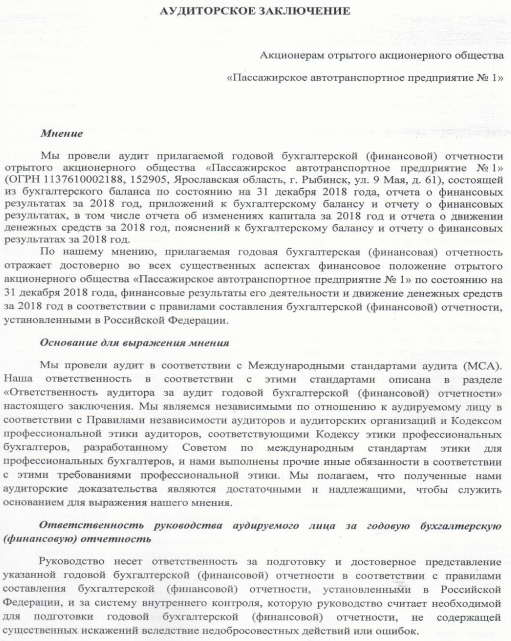 АУДИТОРСКОЕ ЗАКЛЮЧЕНИЕ
Акционерам отрытого акционерного общества
«Пассажирское автотранспортное предприятие № 1»
Мнение
Мы провели аудит прилагаемой годовой бухгалтерской (финансовой) отчетности
отрытого акционерного общества «Пассажирское автотранспортное предприятие №1»
(ОГРН 1137610002188, 152905, Ярославская область, г. Рыбинск, ул. 9 Мая, д. 61), состоящей
из бухгалтерского баланса по состоянию на 31 декабря 2018 года, отчета о финансовых
результатах за 2018 год, приложений к бухгалтерскому балансу и отчету о финансовых
результатах, в том числе отчета об изменениях капитала за 2018 год и отчета о движении
денежных средств за 2018 год, пояснений к бухгалтерскому балансу и отчету о финансовых
результатах за 2018 год.
По нашему мнению, прилагаемая годовая бухгалтерская (финансовая) отчетность
отражает достоверно во всех существенных аспектах финансовое положение отрытого
акционерного общества «Пассажирское автотранспортное предприятие № 1» по состоянию на
31 декабря 2018 года, финансовые результаты его деятельности и движение денежных средств
за 2018 год в соответствии с правилами составления бухгалтерской (финансовой) отчетности,
установленными в Российской Федерации.
Основание для выражения мнения
Мы провели аудит в соответствии с Международными стандартами аудита (МСА).
Наша ответственность в соответствии с этими стандартами описана в разделе
«Ответственность аудитора за аудит годовой бухгалтерской (финансовой) отчетности»
настоящего заключения. Мы являемся независимыми по отношению к аудируемому лицу в
соответствии с Правилами независимости аудиторов и аудиторских организаций и Кодексом
профессиональной этики аудиторов, соответствующими Кодексу этики профессиональных
бухгалтеров, разработанному Советом по международным стандартам этики для
профессиональных бухгалтеров, и нами выполнены прочие иные обязанности в соответствии
с этими требованиями профессиональной этики. Мы полагаем, что полученные нами
аудиторские доказательства являются достаточными и надлежащими, чтобы служить
основанием для выражения нашего мнения.
Ответственность руководства аудируемого лица за годовую бухгалтерскую
(финансовую) отчетность
Руководство несет ответственность за подготовку и достоверное представление
указанной годовой бухгалтерской (финансовой) отчетности в соответствии с правилами
составления бухгалтерской (финансовой) отчетности, установленными в Российской
Федерации, и за систему внутреннего контроля, которую руководство считает необходимой
для подготовки годовой бухгалтерской (финансовой) отчетности, не содержащей
существенных искажений вследствие недобросовестных действий или ошибок.